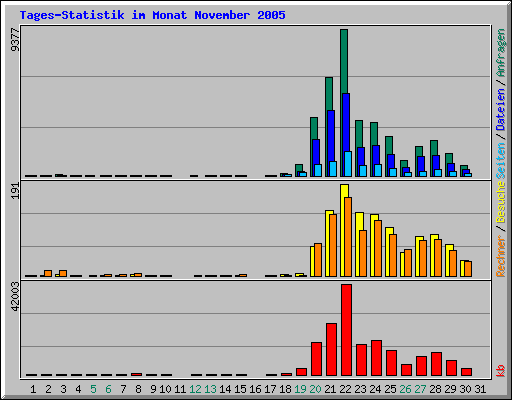 Tages-Statistik im Monat November 2005
9377
191
42003
Rechner / Besuche Seiten / Dateien / Anfragen
kb
1 2 3 4 5 6 7 8 9 10 11 12 13 14 15 16 17 18 19 20 21 22 23 24 25 26 27 28 29 30 31